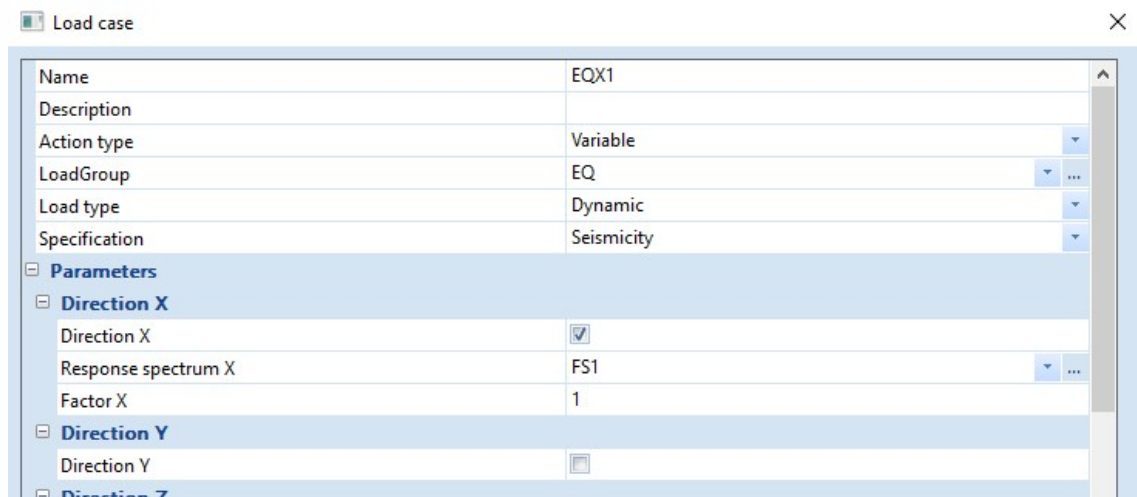 Load case
Name EQX1
Description
Action type Variable
LoadGroup EQ ...
Load type Dynamic
Specification Seismicity
Parameters
Direction X
Direction X
Response spectrum X FS1 ...
Factor X 1
Direction Y
Direction Y
Direction Z